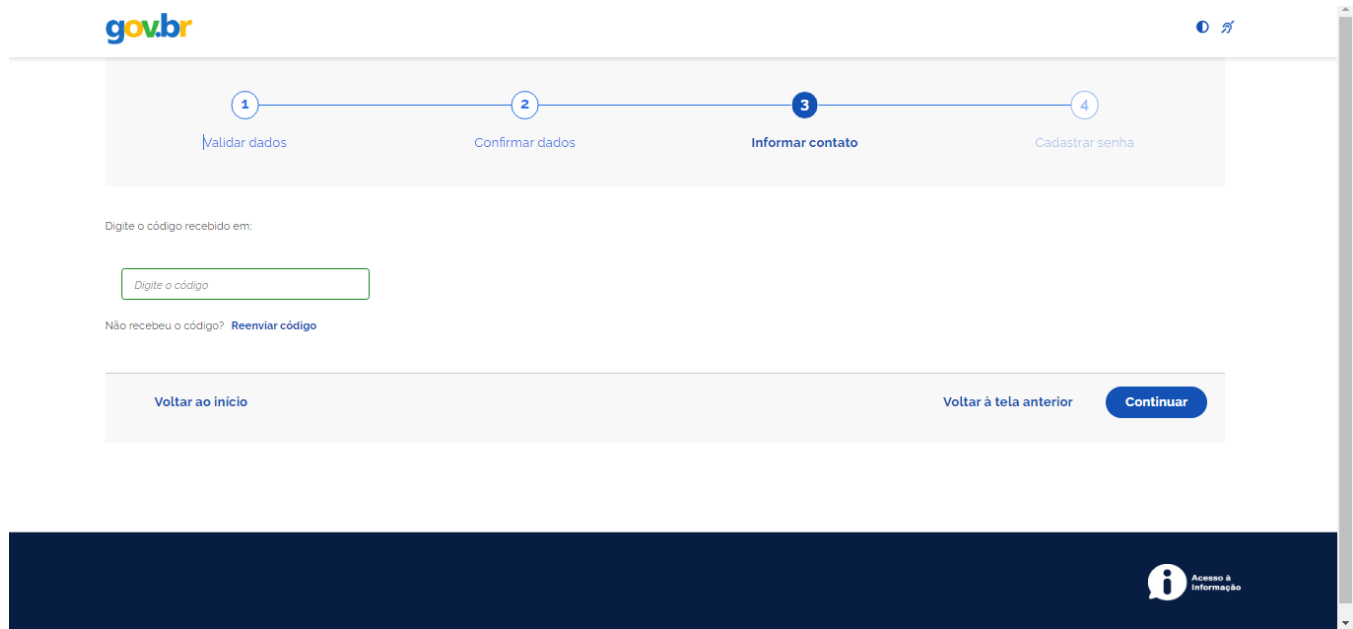 gov.br
1
2
3
4
Validar dados
Confirmar dados
Informar contato
Cadastrar senha
Digite o código recebido em:
Digite o código
Não recebeu o código? Reenviar código
Voltar ao início
Voltar à tela anterior
Continuar
Acesso à
Informação